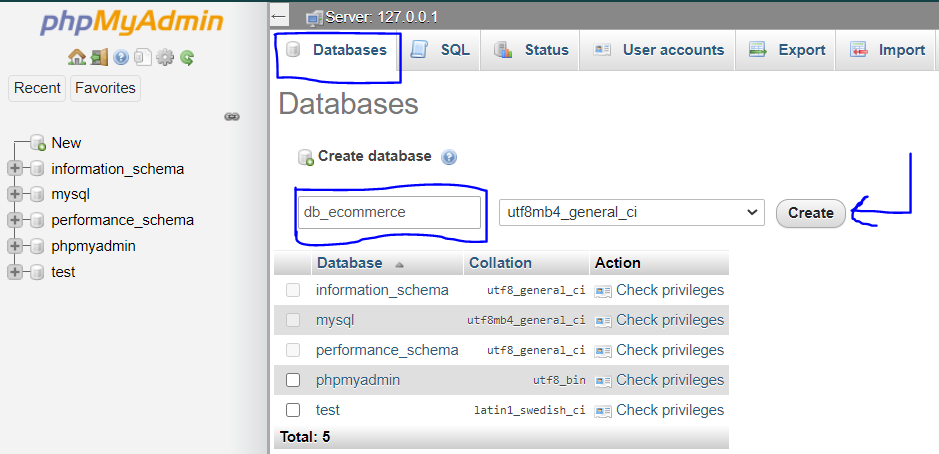 phpMyAdmin
Recent Favorites
New
information_schema
mysql
performance_schema
phpmyadmin
test
Server: 127.0.0.1
Databases SQL Status User accounts Export Import
Databases
Create database
db_ecommerce utf8mb4_general_ci Create
Database Collation Action
information_schema utf8_general_ci Check privileges
mysql utf8mb4_general_ci Check privileges
performance_schema utf8_general_ci Check privileges
phpmyadmin utf8_bin Check privileges
test latin1_swedish_ci Check privileges
Total: 5